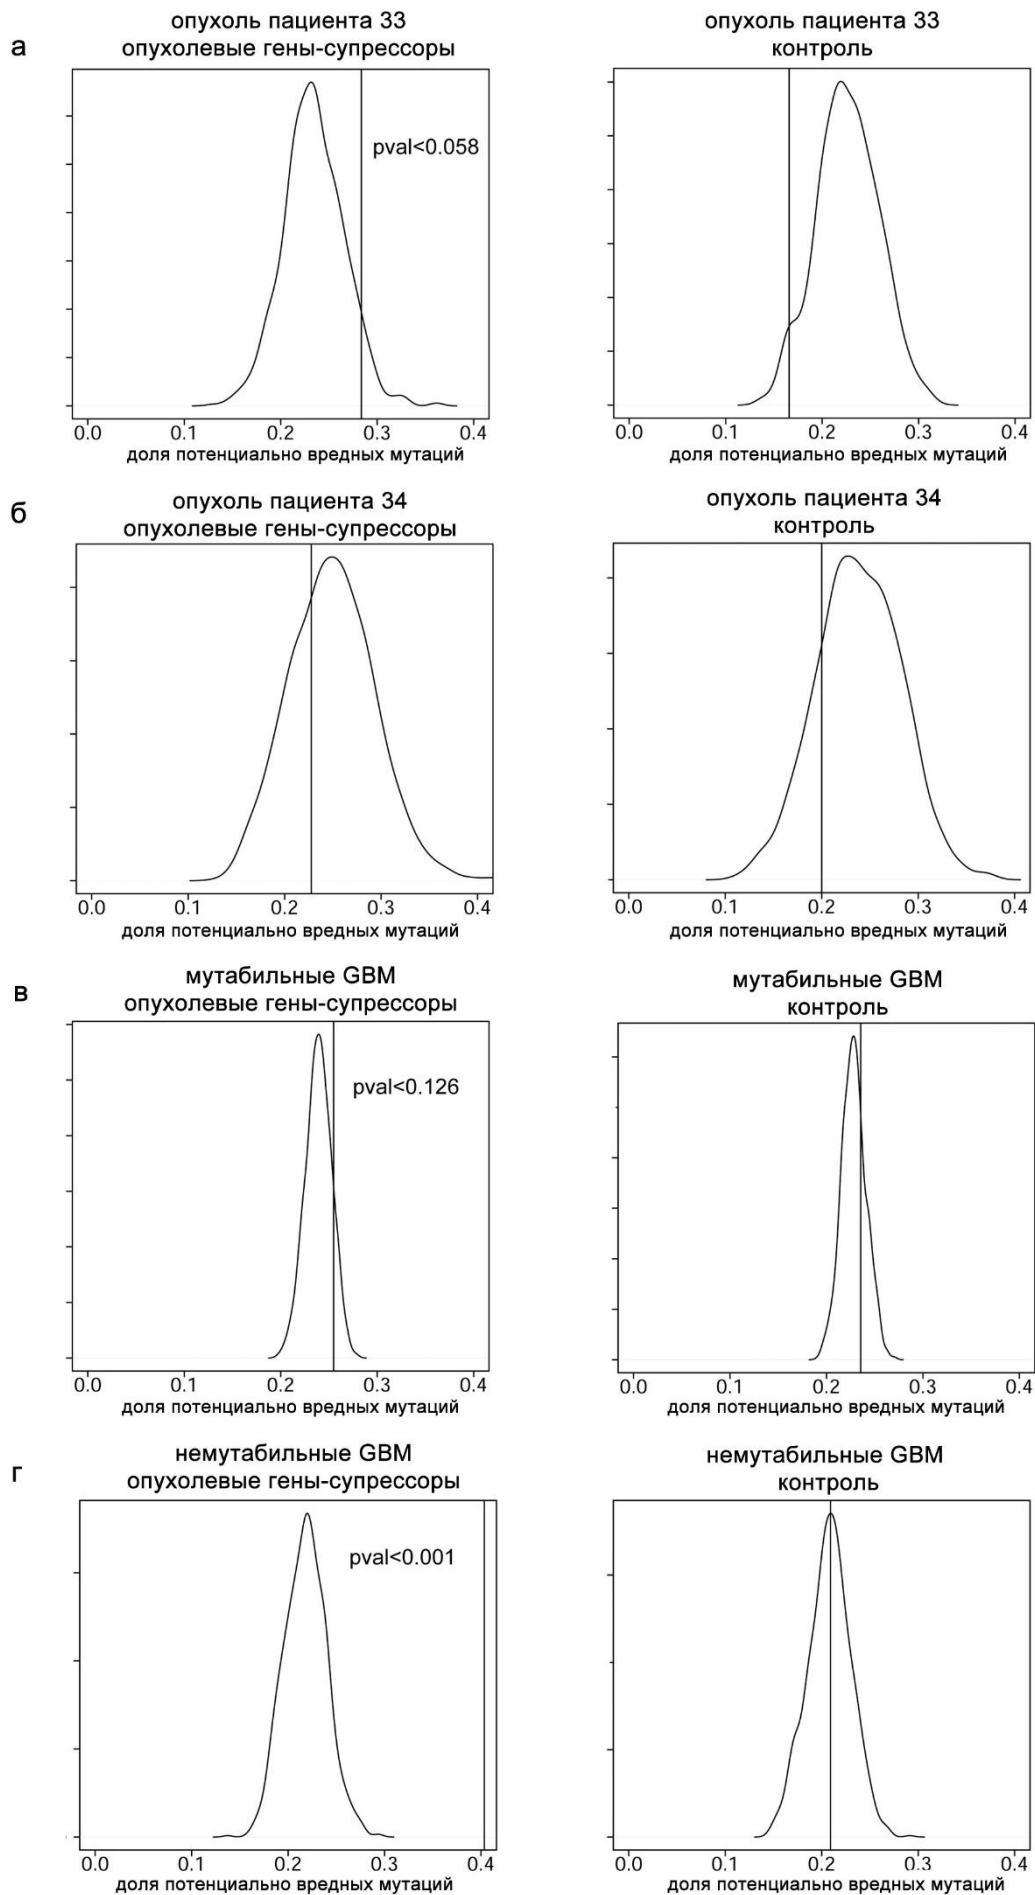 а
опухоль пациента 33
опухолевые гены-супрессоры
pval<0.058
0.0 0.1 0.2 0.3 0.4
доля потенциально вредных мутаций
опухоль пациента 33
контроль
0.0 0.1 0.2 0.3 0.4
доля потенциально вредных мутаций
б
опухоль пациента 34
опухолевые гены-супрессоры
0.0 0.1 0.2 0.3 0.4
доля потенциально вредных мутаций
опухоль пациента 34
контроль
0.0 0.1 0.2 0.3 0.4
доля потенциально вредных мутаций
в
мутабильные GBM
опухолевые гены-супрессоры
pval<0.126
0.0 0.1 0.2 0.3 0.4
доля потенциально вредных мутаций
мутабильные GBM
контроль
0.0 0.1 0.2 0.3 0.4
доля потенциально вредных мутаций
г
немутабильные GBM
опухолевые гены-супрессоры
pval<0.001
0.0 0.1 0.2 0.3 0.4
доля потенциально вредных мутаций
немутабильные GBM
контроль
0.0 0.1 0.2 0.3 0.4
доля потенциально вредных мутаций